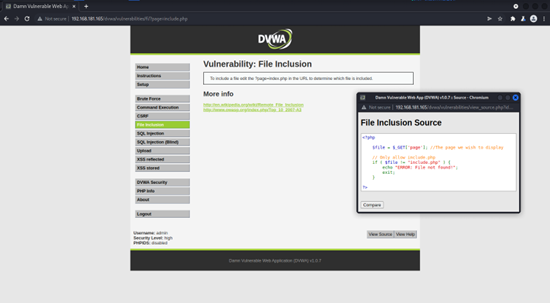 Damn Vulnerable Web App
Not secure | 192.168.181.165/dvwa/vulnerabilities/fi/?page=include.php
DVWA
Home
Instructions
Setup
Brute Force
Command Execution
CSRF
File Inclusion
SQL Injection
SQL Injection (Blind)
Upload
XSS reflected
XSS stored
DVWA Security
PHP Info
About
Logout
Vulnerability: File Inclusion
To include a file edit the ?page=index.php in the URL to determine which file is included.
More info
http://en.wikipedia.org/wiki/Remote_File_Inclusion
http://www.owasp.org/index.php/Top_10_2007-A3
Username: admin
Security Level: high
PHPIDS: disabled
View Source
View Help
Damn Vulnerable Web Application (DVWA) v1.0.7
Damn Vulnerable Web App (DVWA) v1.0.7 :: Source - Chromium
Not secure | 192.168.181.165/dvwa/vulnerabilities/view_source.php?
File Inclusion Source
<?php
$file = $_GET['page']; //The page we wish to display
// Only allow include.php
if ( $file != "include.php" ) {
echo "ERROR: File not found!";
exit;
}
?>
Compare